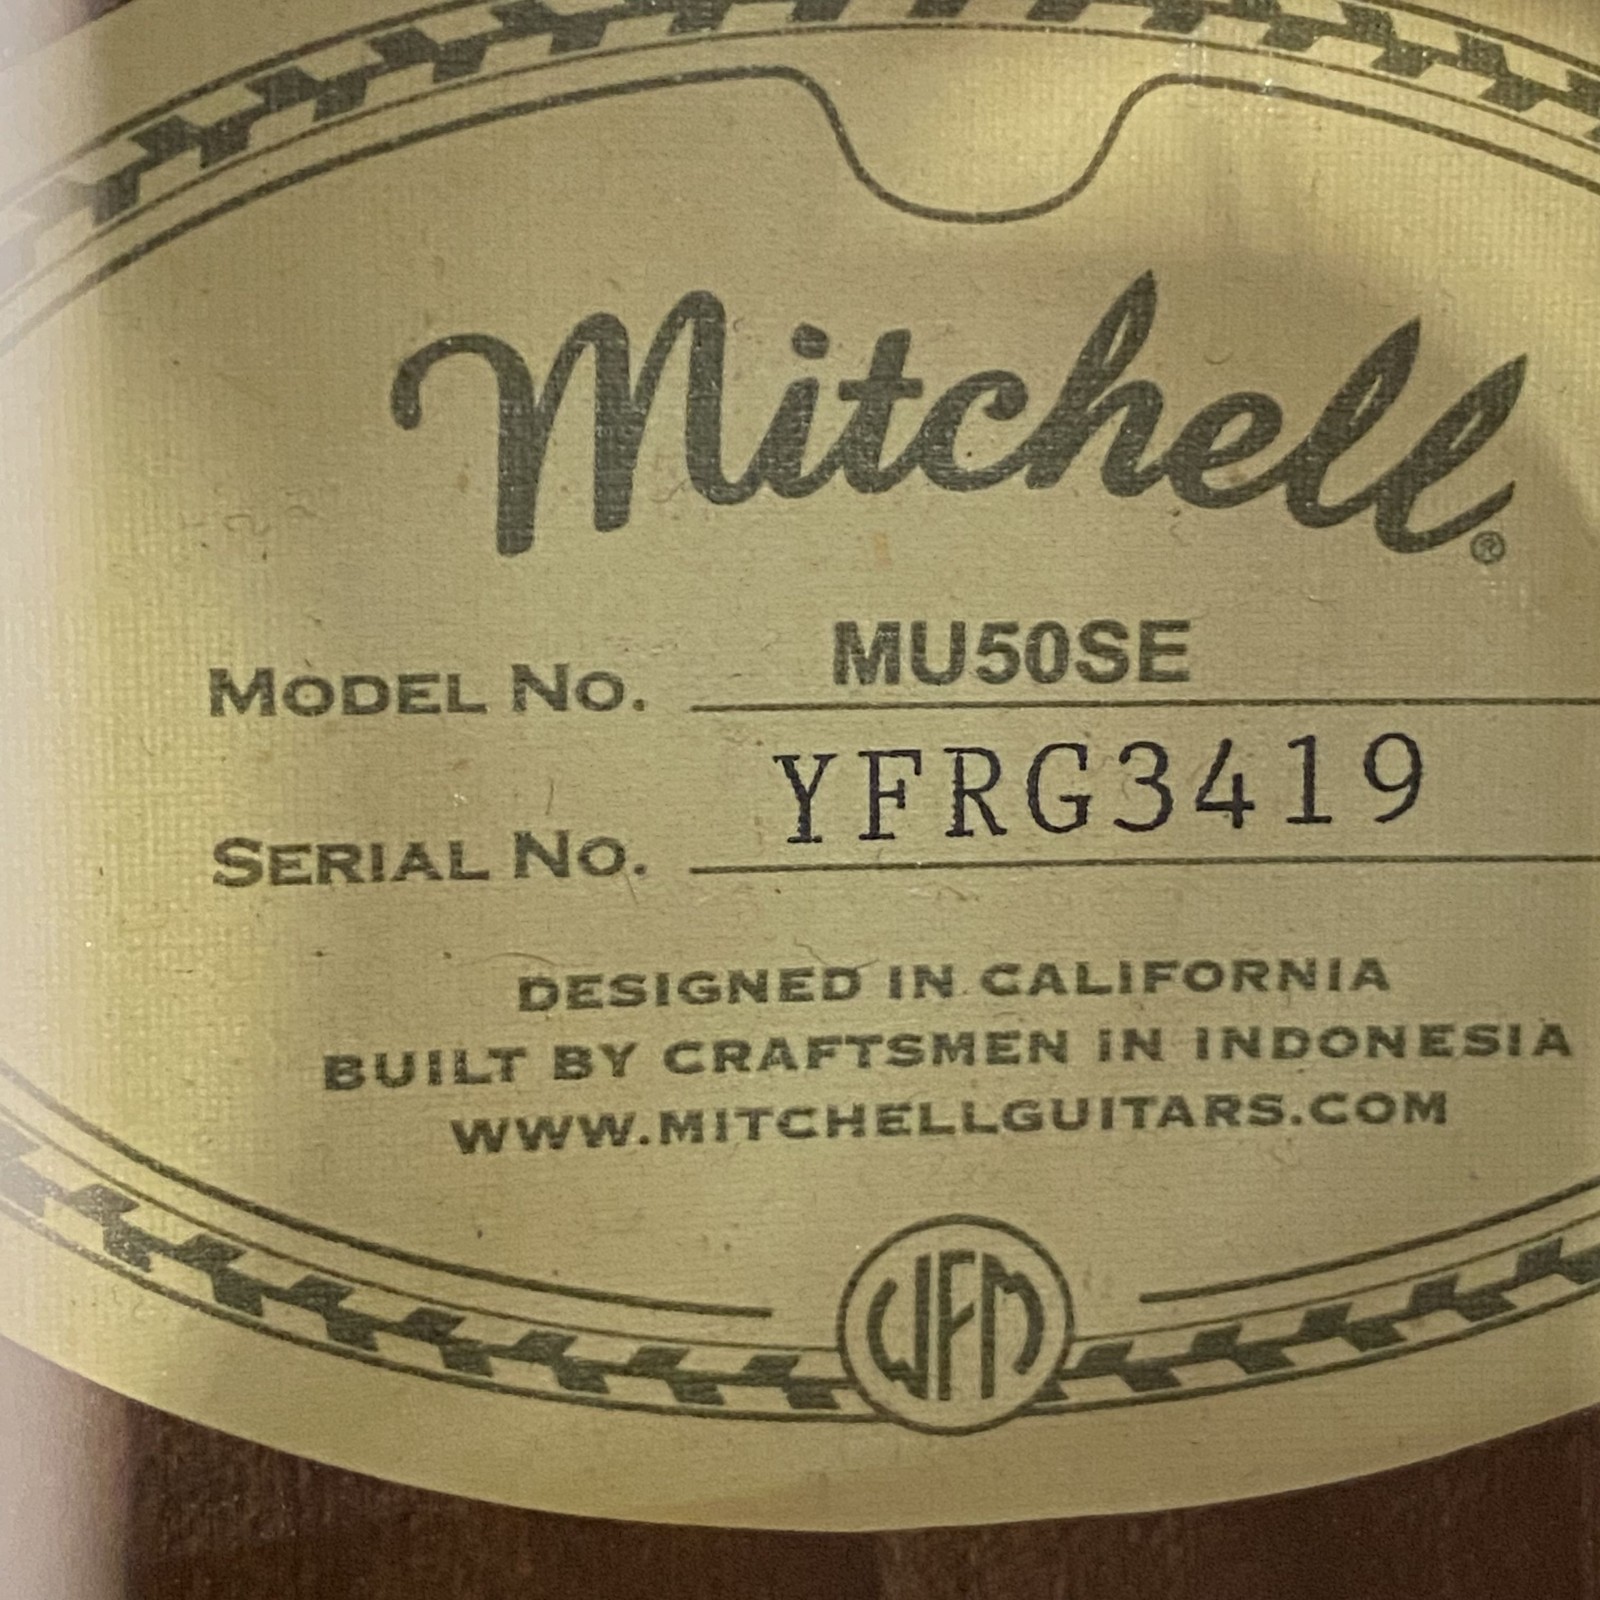 Mitchell®
MODEL NO. MU50SE
SERIAL NO. YFRG3419
DESIGNED IN CALIFORNIA
BUILT BY CRAFTSMEN IN INDONESIA
WWW.MITCHELLGUITARS.COM
WFM